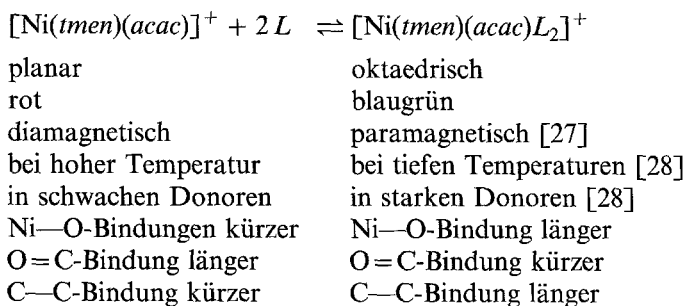 [Ni(tmen)(acac)]⁺ + 2 L ⇌ [Ni(tmen)(acac)L₂]⁺
planar oktaedrisch
rot blaugrün
diamagnetisch paramagnetisch [27]
bei hoher Temperatur bei tiefen Temperaturen [28]
in schwachen Donoren in starken Donoren [28]
Ni—O-Bindungen kürzer Ni—O-Bindung länger
O=C-Bindung länger O=C-Bindung kürzer
C—C-Bindung kürzer C—C-Bindung länger